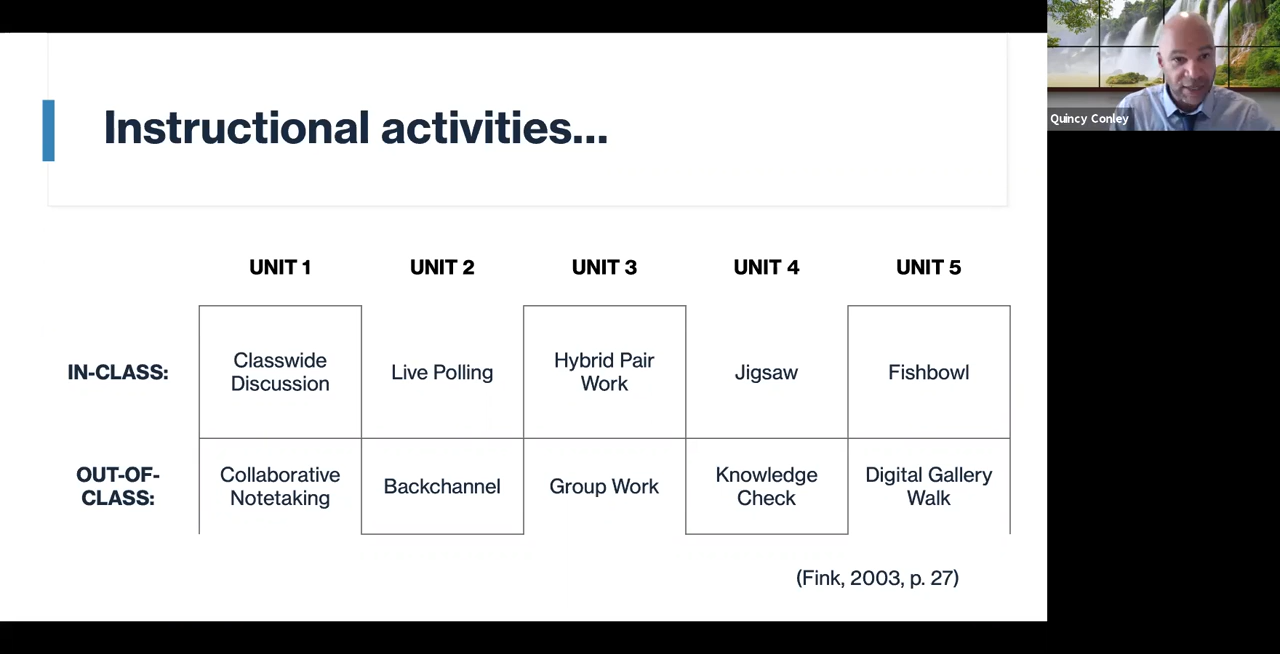 Instructional activities...
Quincy Conley
UNIT 1 UNIT 2 UNIT 3 UNIT 4 UNIT 5
IN-CLASS:
Classwide
Discussion
Live Polling
Hybrid Pair
Work
Jigsaw
Fishbowl
OUT-OF-
CLASS:
Collaborative
Notetaking
Backchannel
Group Work
Knowledge
Check
Digital Gallery
Walk
(Fink, 2003, p. 27)